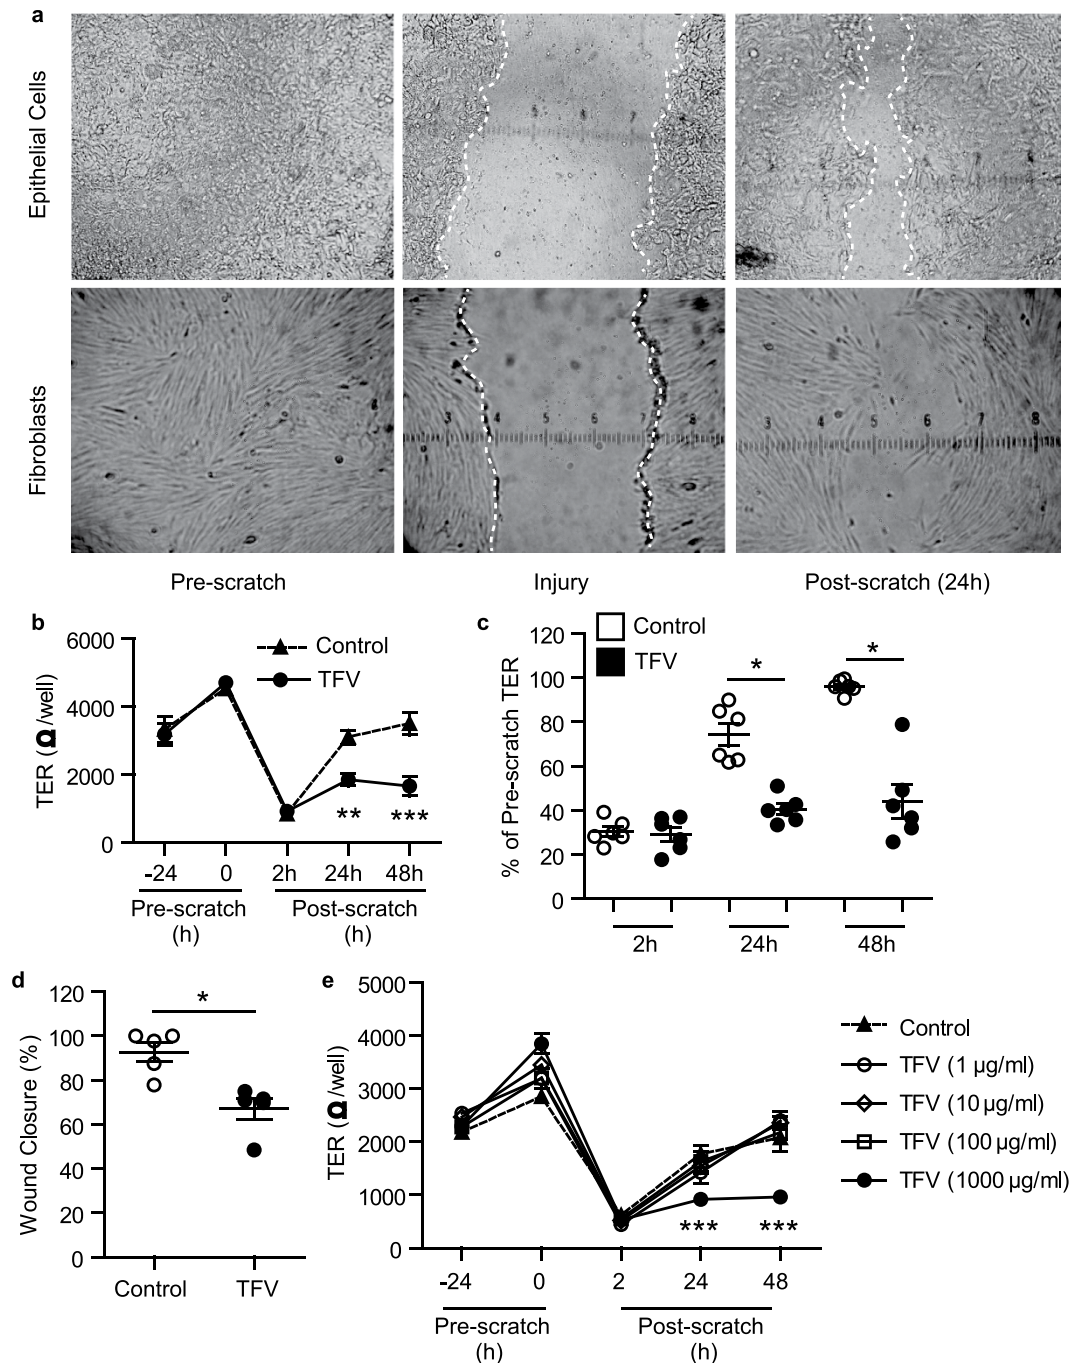 a
Epithelial Cells
Fibroblasts
3 4 5 6 7 8
3 4 5 6 7 8
Pre-scratch Injury Post-scratch (24h)
b
TER (Ω/well)
6000
4000
2000
0
Control
TFV
** ***
-24 0 2h 24h 48h
Pre-scratch Post-scratch
(h) (h)
c
% of Pre-scratch TER
120
100
80
60
40
20
0
Control
TFV
* *
2h 24h 48h
d
Wound Closure (%)
120
100
80
60
40
20
0
*
Control TFV
e
TER (Ω/well)
5000
4000
3000
2000
1000
0
*** ***
-24 0 2 24 48
Pre-scratch Post-scratch
(h) (h)
Control
TFV (1 µg/ml)
TFV (10 µg/ml)
TFV (100 µg/ml)
TFV (1000 µg/ml)